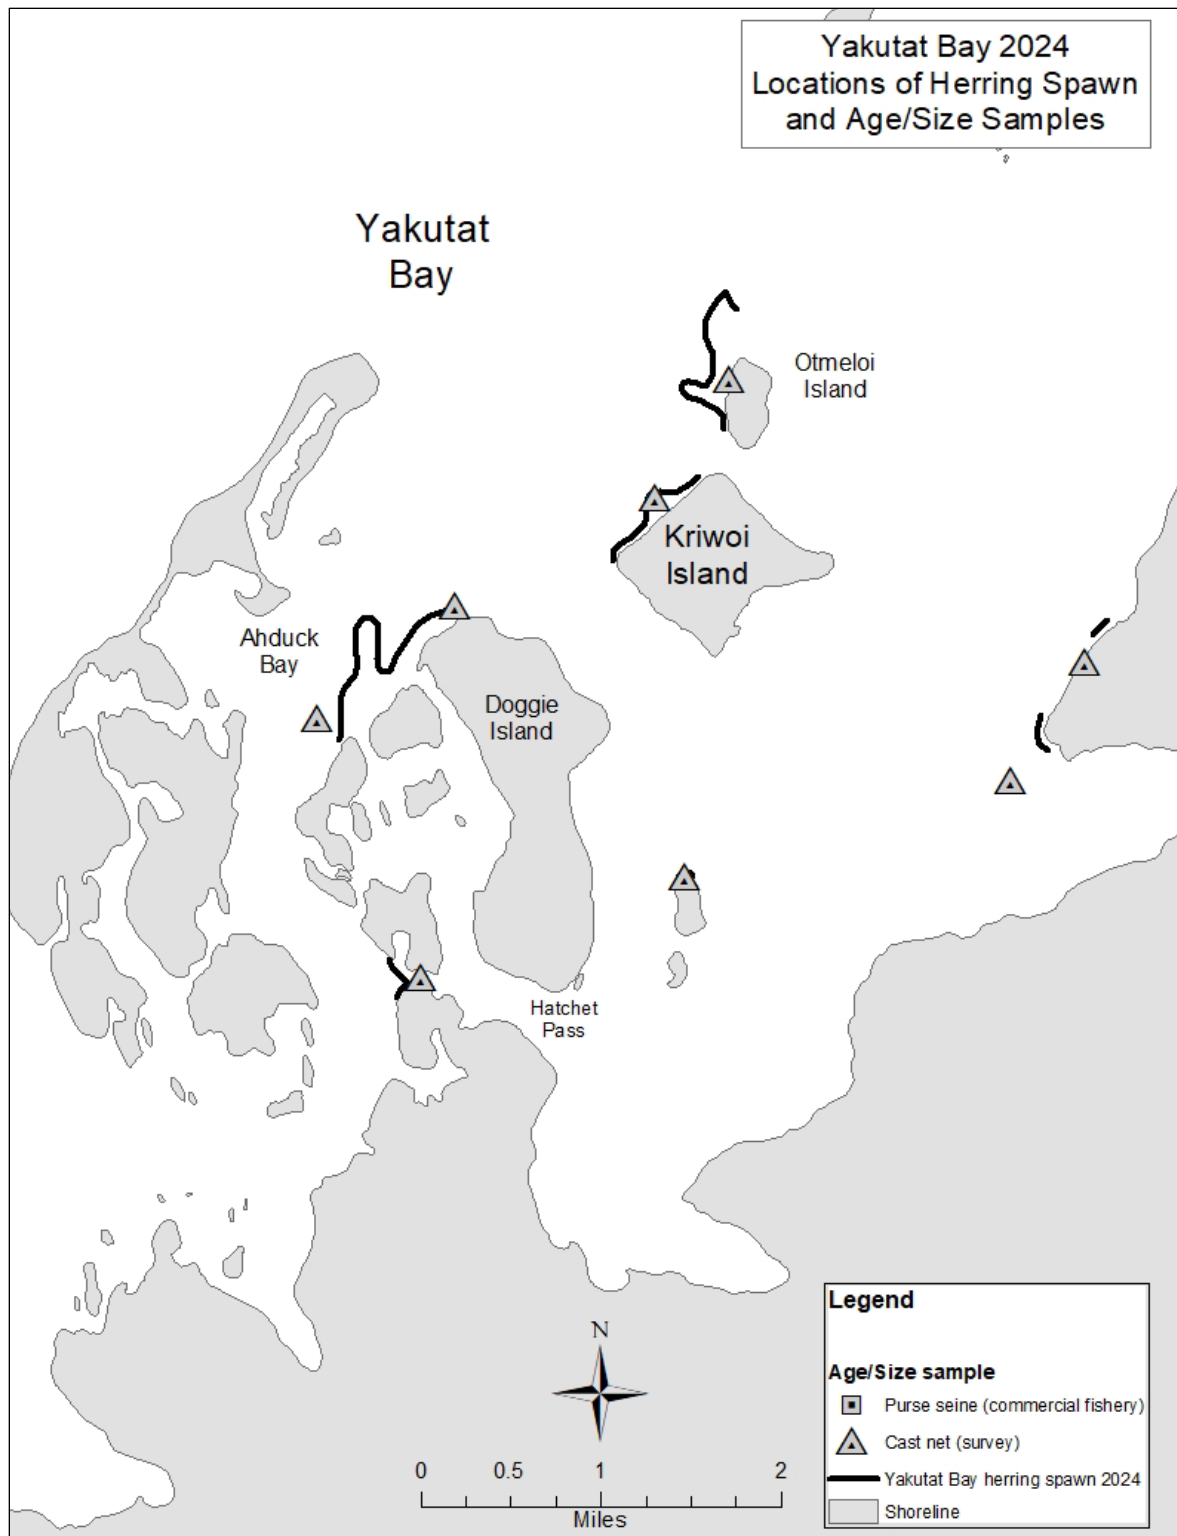 Yakutat Bay 2024
Locations of Herring Spawn
and Age/Size Samples
Yakutat
Bay
Otmeloi
Island
Kriwoi
Island
Ahduck
Bay
Doggie
Island
Hatchet
Pass
N
0 0.5 1 2
Miles
Legend
Age/Size sample
Purse seine (commercial fishery)
Cast net (survey)
Yakutat Bay herring spawn 2024
Shoreline